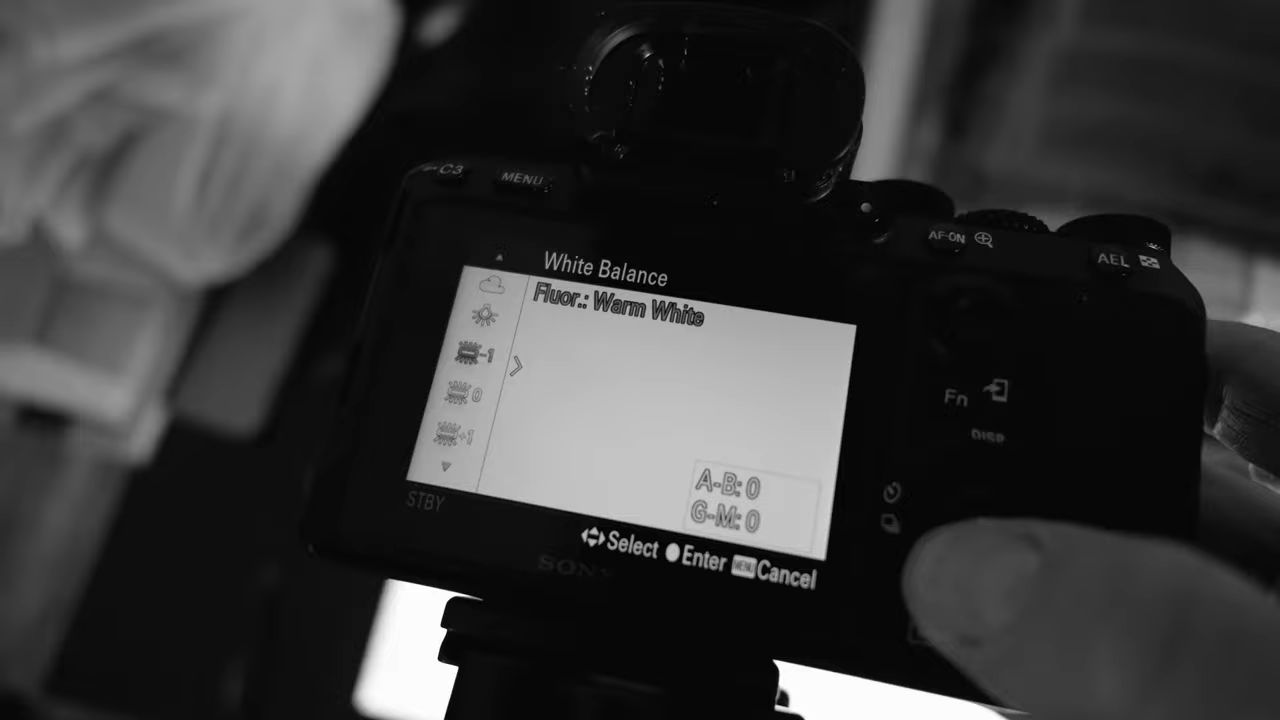 C3
MENU
AF-ON
AEL
White Balance
Fluor.: Warm White
-1
0
+1
Fn
DISP
A-B: 0
G-M: 0
STBY
Select Enter MENU Cancel
SONY